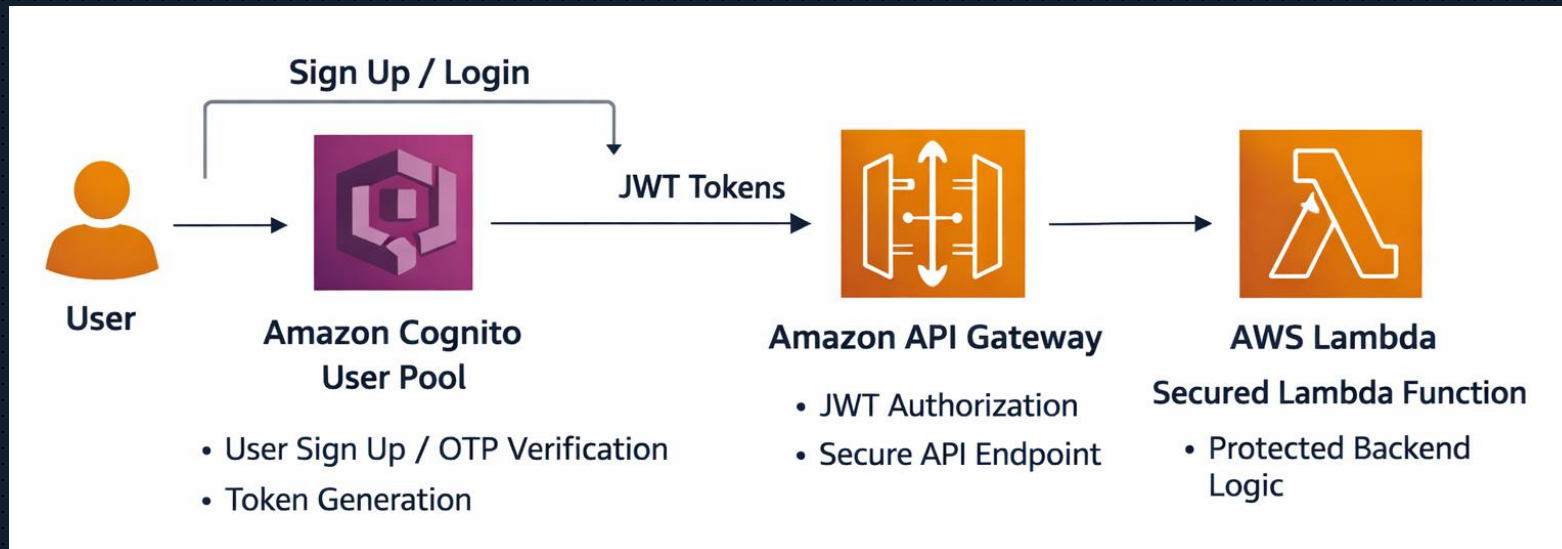 Sign Up / Login
JWT Tokens
User
Amazon Cognito
User Pool
• User Sign Up / OTP Verification
• Token Generation
Amazon API Gateway
• JWT Authorization
• Secure API Endpoint
AWS Lambda
Secured Lambda Function
• Protected Backend
Logic